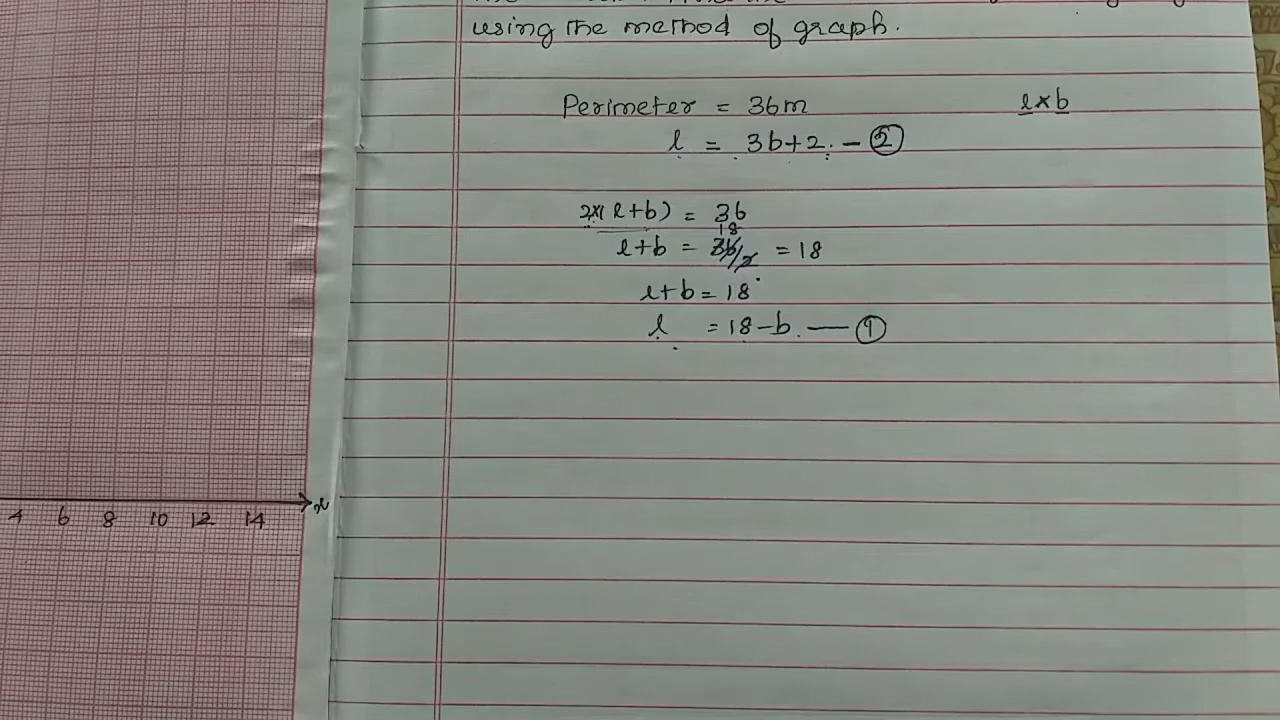 using the method of graph.
Perimeter = 36m
l×b
l = 3b+2. - ②
2×(l+b) = 36
18
l+b = 36/2 = 18
l+b = 18
l = 18-b. — ①
x
4 6 8 10 12 14